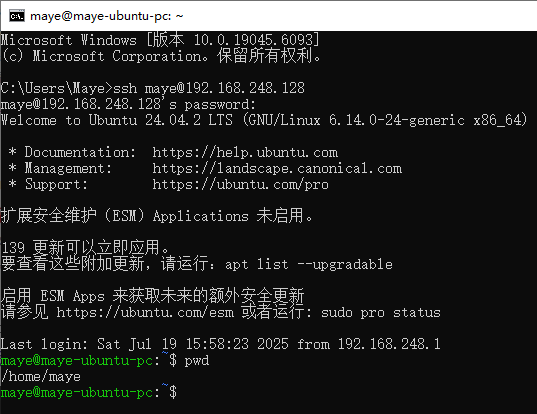 maye@maye-ubuntu-pc: ~
Microsoft Windows [版本 10.0.19045.6093]
(c) Microsoft Corporation。保留所有权利。
C:\Users\Maye>ssh maye@192.168.248.128
maye@192.168.248.128's password:
Welcome to Ubuntu 24.04.2 LTS (GNU/Linux 6.14.0-24-generic x86_64)
* Documentation:  https://help.ubuntu.com
* Management:     https://landscape.canonical.com
* Support:        https://ubuntu.com/pro
扩展安全维护 (ESM) Applications 未启用。
139 更新可以立即应用。
要查看这些附加更新,请运行: apt list --upgradable
启用 ESM Apps 来获取未来的额外安全更新
请参见 https://ubuntu.com/esm 或者运行: sudo pro status
Last login: Sat Jul 19 15:58:23 2025 from 192.168.248.1
maye@maye-ubuntu-pc:~$ pwd
/home/maye
maye@maye-ubuntu-pc:~$